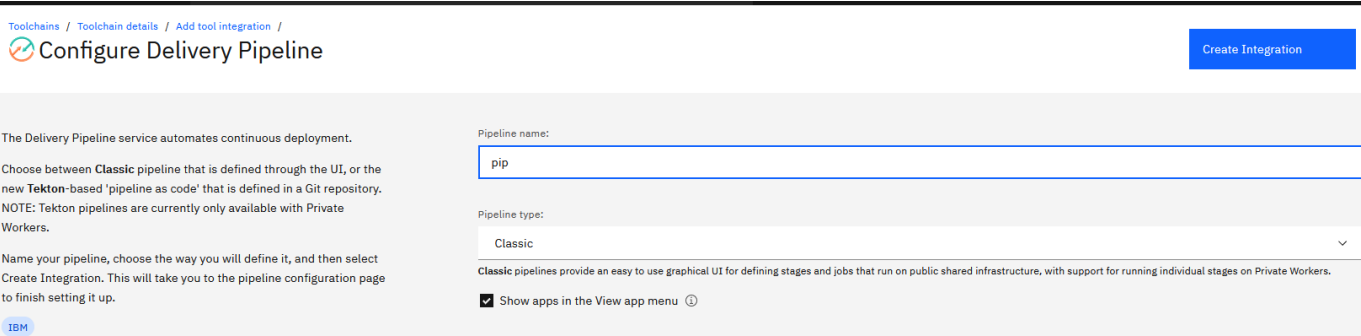 Toolchains / Toolchain details / Add tool integration /
Configure Delivery Pipeline
Create Integration
The Delivery Pipeline service automates continuous deployment.
Choose between Classic pipeline that is defined through the UI, or the
new Tekton-based 'pipeline as code' that is defined in a Git repository.
NOTE: Tekton pipelines are currently only available with Private
Workers.
Name your pipeline, choose the way you will define it, and then select
Create Integration. This will take you to the pipeline configuration page
to finish setting it up.
IBM
Pipeline name:
pip
Pipeline type:
Classic
Classic pipelines provide an easy to use graphical UI for defining stages and jobs that run on public shared infrastructure, with support for running individual stages on Private Workers.
Show apps in the View app menu